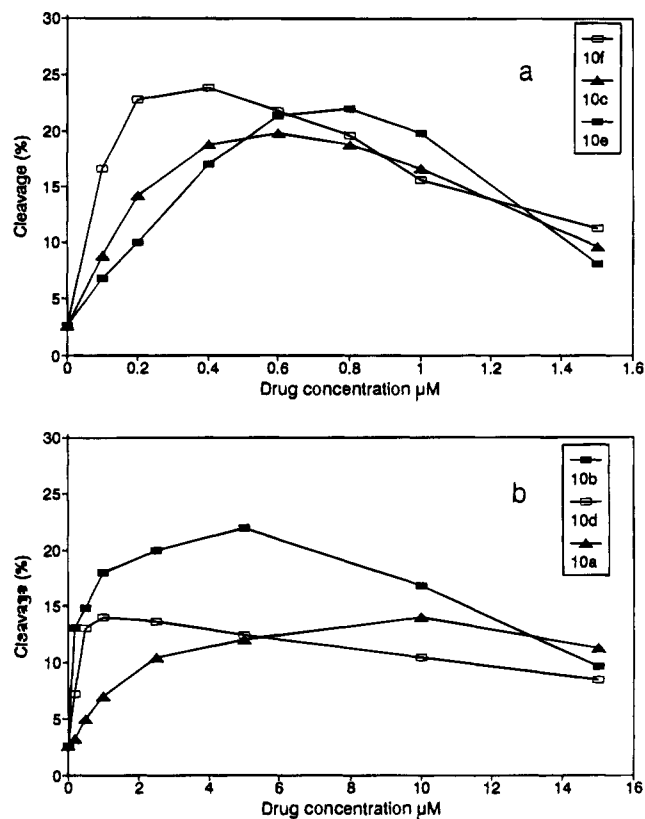 30
25
20
15
10
5
0
Cleavage (%)
a
10f
10c
10e
0 0.2 0.4 0.6 0.8 1 1.2 1.4 1.6
Drug concentration µM
30
25
20
15
10
5
0
Cleavage (%)
b
10b
10d
10a
0 2 4 6 8 10 12 14 16
Drug concentration µM